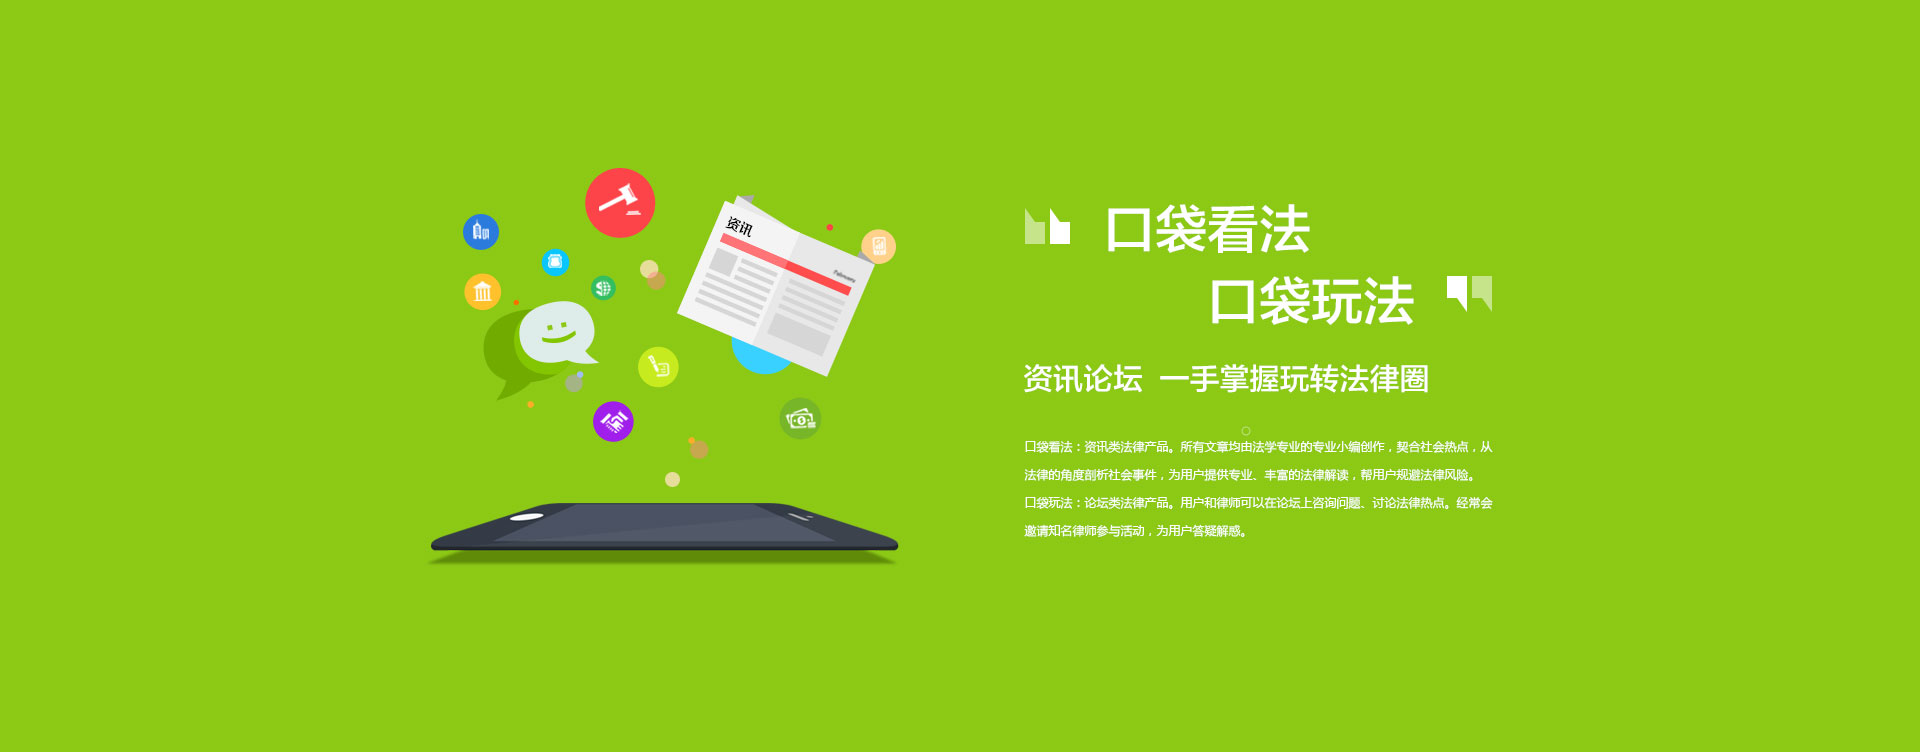 资讯
口袋看法
口袋玩法
资讯论坛 一手掌握玩转法律圈
口袋看法：资讯类法律产品。所有文章均由法学专业的专业小编创作，契合社会热点，从
法律的角度剖析社会事件，为用户提供专业、丰富的法律解读，帮用户规避法律风险。
口袋玩法：论坛类法律产品。用户和律师可以在论坛上咨询问题、讨论法律热点。经常会
邀请知名律师参与活动，为用户答疑解惑。